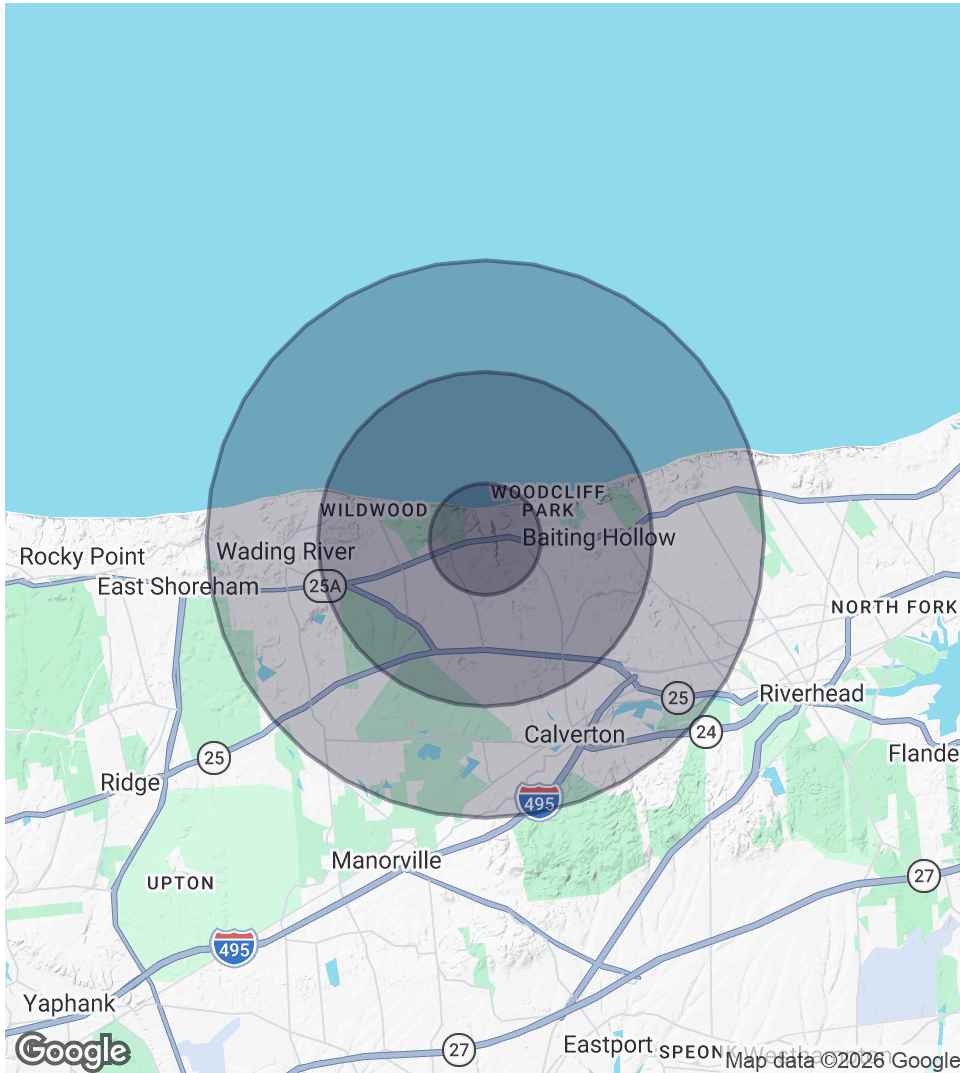 WOODCLIFF
PARK
WILDWOOD
Baiting Hollow
Wading River
Rocky Point
East Shoreham
25A
NORTH FORK
Riverhead
25
24
Calverton
Flande
25
Ridge
495
Manorville
27
UPTON
495
Yaphank
27
Eastport
SPEON
Google
Map data ©2026 Google